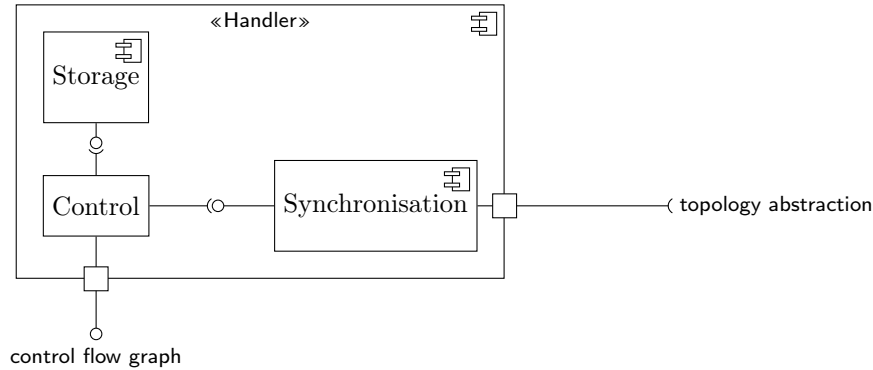 «Handler»
Storage
Control
Synchronisation
topology abstraction
control flow graph